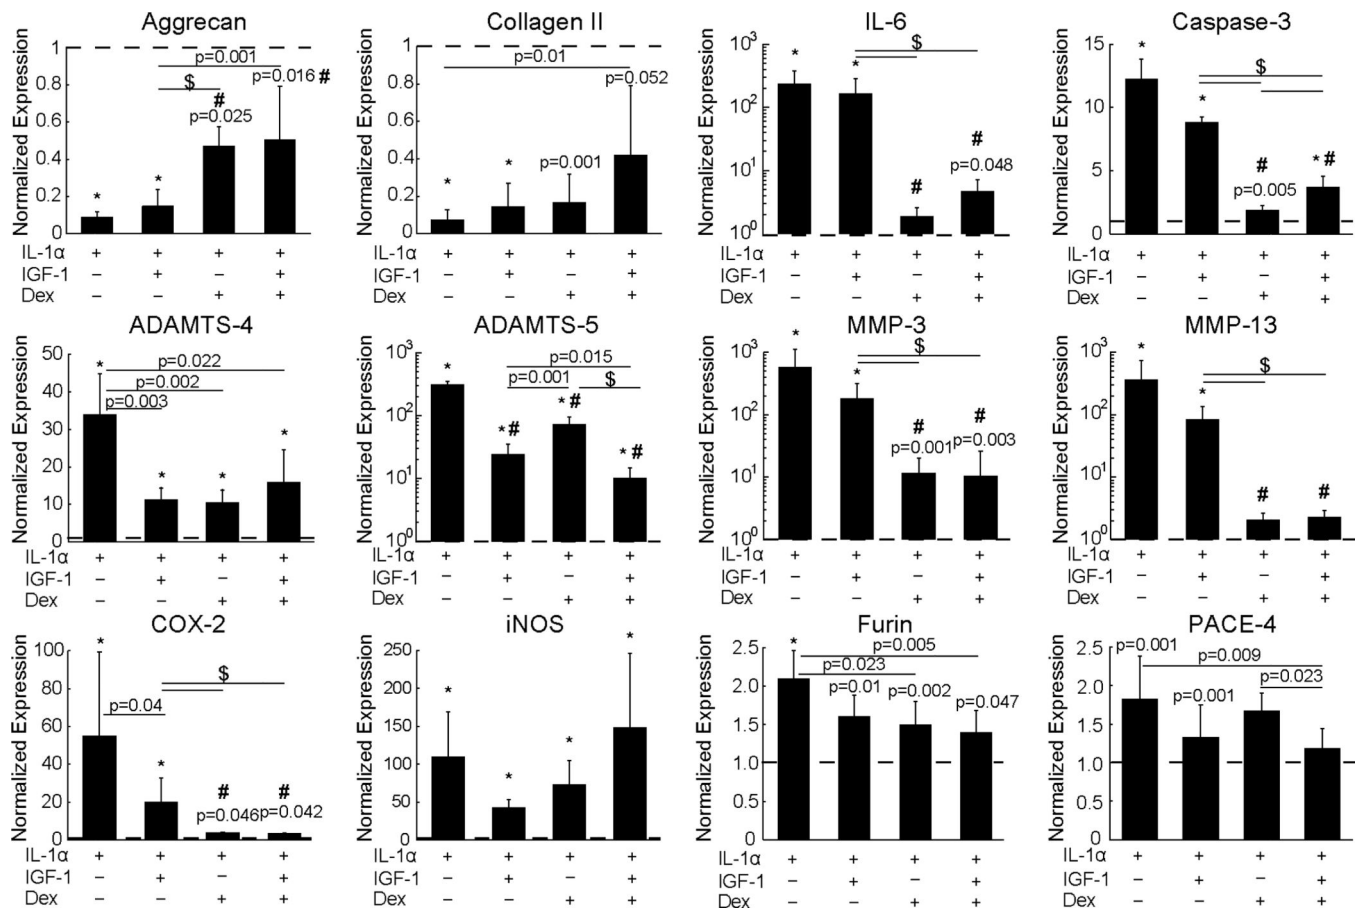 Aggrecan
Normalized Expression
1
0.8
0.6
0.4
0.2
0
p=0.001
$
p=0.016 #
#
p=0.025
*
*
IL-1α + + + +
IGF-1 – + – +
Dex – – + +
Collagen II
Normalized Expression
1
0.8
0.6
0.4
0.2
0
p=0.01
p=0.052
p=0.001
*
*
IL-1α + + + +
IGF-1 – + – +
Dex – – + +
IL-6
Normalized Expression
10³
10²
10¹
10⁰
$
*
*
#
#
p=0.048
IL-1α + + + +
IGF-1 – + – +
Dex – – + +
Caspase-3
Normalized Expression
15
10
5
0
*
$
*
#
p=0.005
* #
IL-1α + + + +
IGF-1 – + – +
Dex – – + +
ADAMTS-4
Normalized Expression
50
40
30
20
10
0
p=0.022
p=0.002
p=0.003
*
*
*
*
IL-1α + + + +
IGF-1 – + – +
Dex – – + +
ADAMTS-5
Normalized Expression
10³
10²
10¹
10⁰
p=0.015
p=0.001
$
*
* #
* #
* #
IL-1α + + + +
IGF-1 – + – +
Dex – – + +
MMP-3
Normalized Expression
10³
10²
10¹
10⁰
*
$
*
#
p=0.001
#
p=0.003
IL-1α + + + +
IGF-1 – + – +
Dex – – + +
MMP-13
Normalized Expression
10³
10²
10¹
10⁰
*
$
*
#
#
IL-1α + + + +
IGF-1 – + – +
Dex – – + +
COX-2
Normalized Expression
100
80
60
40
20
0
*
$
p=0.04
*
#
p=0.046
#
p=0.042
IL-1α + + + +
IGF-1 – + – +
Dex – – + +
iNOS
Normalized Expression
250
200
150
100
50
0
*
*
*
*
IL-1α + + + +
IGF-1 – + – +
Dex – – + +
Furin
Normalized Expression
2.5
2.0
1.5
1.0
2.5
0
*
p=0.005
p=0.023
p=0.01
p=0.002
p=0.047
IL-1α + + + +
IGF-1 – + – +
Dex – – + +
PACE-4
Normalized Expression
2.5
2.0
1.5
1.0
2.5
0
p=0.001
p=0.009
p=0.023
p=0.001
IL-1α + + + +
IGF-1 – + – +
Dex – – + +